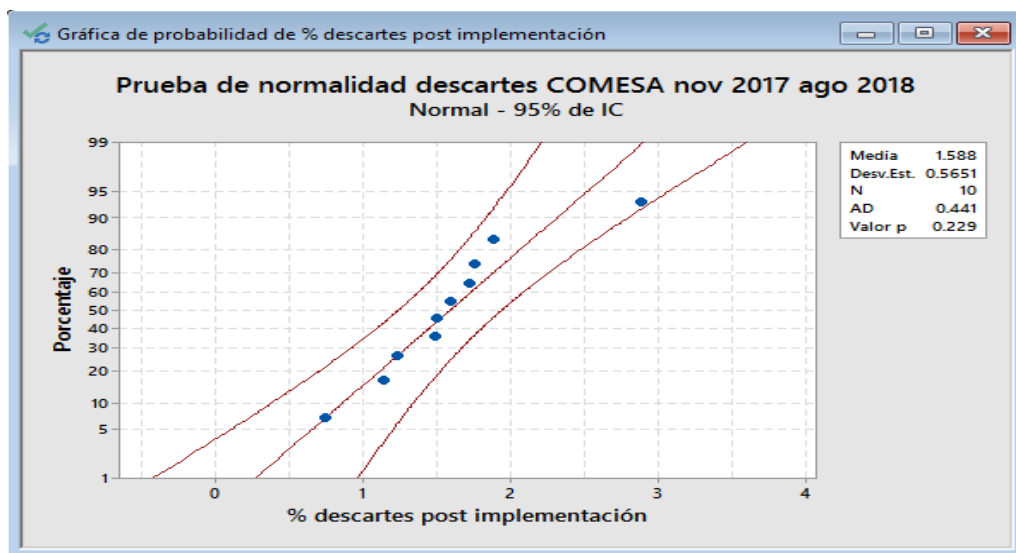 Gráfica de probabilidad de % descartes post implementación
Prueba de normalidad descartes COMESA nov 2017 ago 2018
Normal - 95% de IC
99
95
90
80
70
60
50
40
30
20
10
5
1
Porcentaje
0 1 2 3 4
% descartes post implementación
Media 1.588
Desv.Est. 0.5651
N 10
AD 0.441
Valor p 0.229